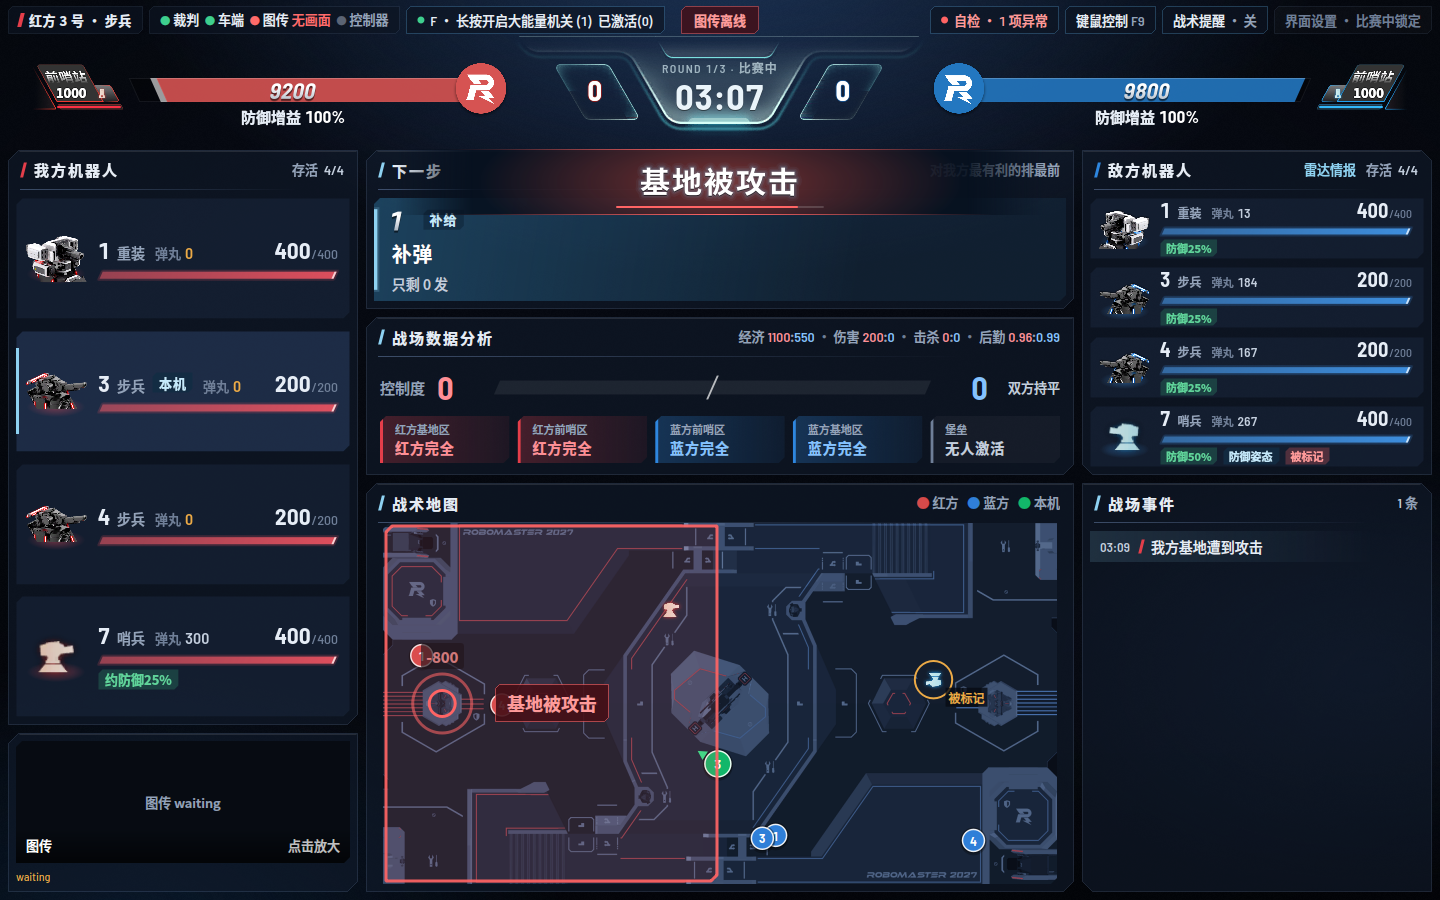 红方 3 号 · 步兵
裁判 车端 图传 无画面 控制器
F · 长按开启大能量机关 (1) 已激活(0)
图传离线
自检 · 1 项异常
键鼠控制 F9
战术提醒 · 关
界面设置 · 比赛中锁定
前哨站
1000
9200
防御增益 100%
0
ROUND 1/3 · 比赛中
03:07
0
9800
防御增益 100%
前哨站
1000
我方机器人
存活 4/4
1 重装 弹丸 0 400/400
3 步兵 本机 弹丸 0 200/200
4 步兵 弹丸 0 200/200
7 哨兵 弹丸 300 400/400
约防御25%
图传 waiting
图传 点击放大
waiting
下一步
对我方最有利的排最前
基地被攻击
1 补给
补弹
只剩 0 发
战场数据分析
经济 1100:550 · 伤害 200:0 · 击杀 0:0 · 后勤 0.96:0.99
控制度 0
0 双方持平
红方基地区
红方完全
红方前哨区
红方完全
蓝方前哨区
蓝方完全
蓝方基地区
蓝方完全
堡垒
无人激活
战术地图
红方 蓝方 本机
ROBOMASTER 2027
-800
基地被攻击
被标记
3
3
1
4
ROBOMASTER 2027
敌方机器人
雷达情报 存活 4/4
1 重装 弹丸 13 400/400
防御25%
3 步兵 弹丸 184 200/200
防御25%
4 步兵 弹丸 167 200/200
防御25%
7 哨兵 弹丸 267 400/400
防御50% 防御姿态 被标记
战场事件
1 条
03:09 我方基地遭到攻击